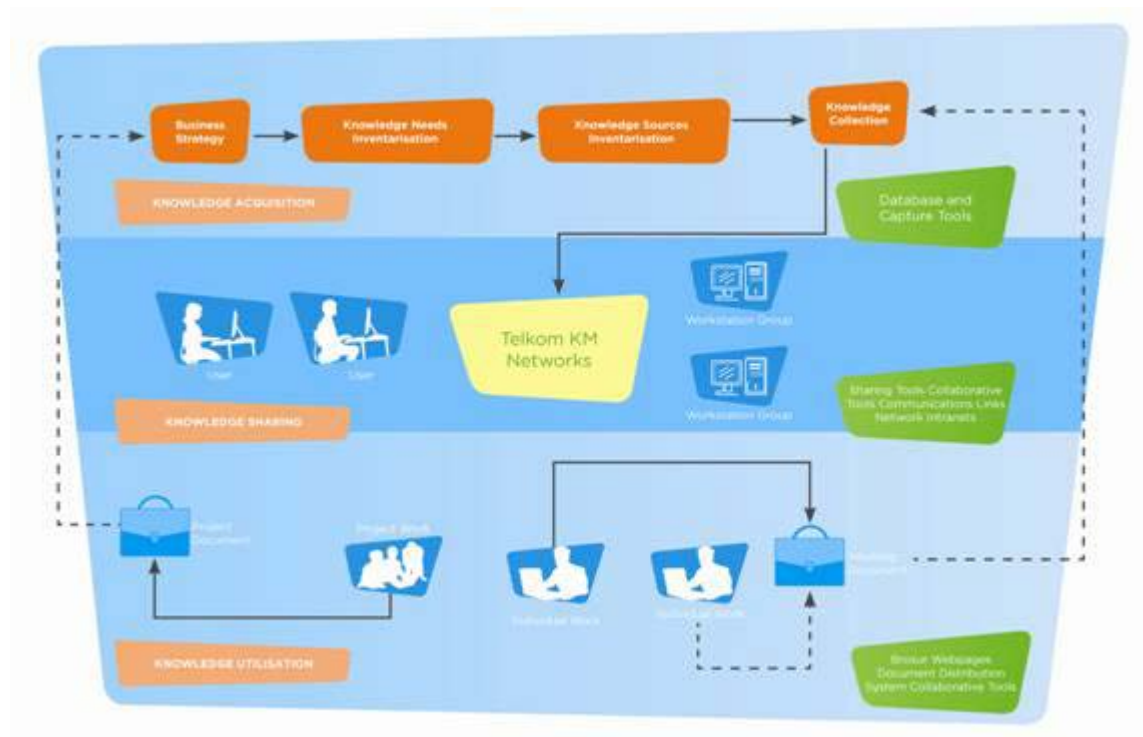 Business
Strategy
Knowledge Needs
Inventarisation
Knowledge Sources
Inventarisation
Knowledge
Collection
KNOWLEDGE ACQUISITION
Database and
Capture Tools
User
User
Telkom KM
Networks
Workstation Group
Workstation Group
KNOWLEDGE SHARING
Sharing Tools Collaborative
Tools Communications Links
Network Intranets
Project
Document
Project Work
Individual Work
Individual Work
Document
KNOWLEDGE UTILISATION
Webpages
Document Distribution
System Collaborative Tools